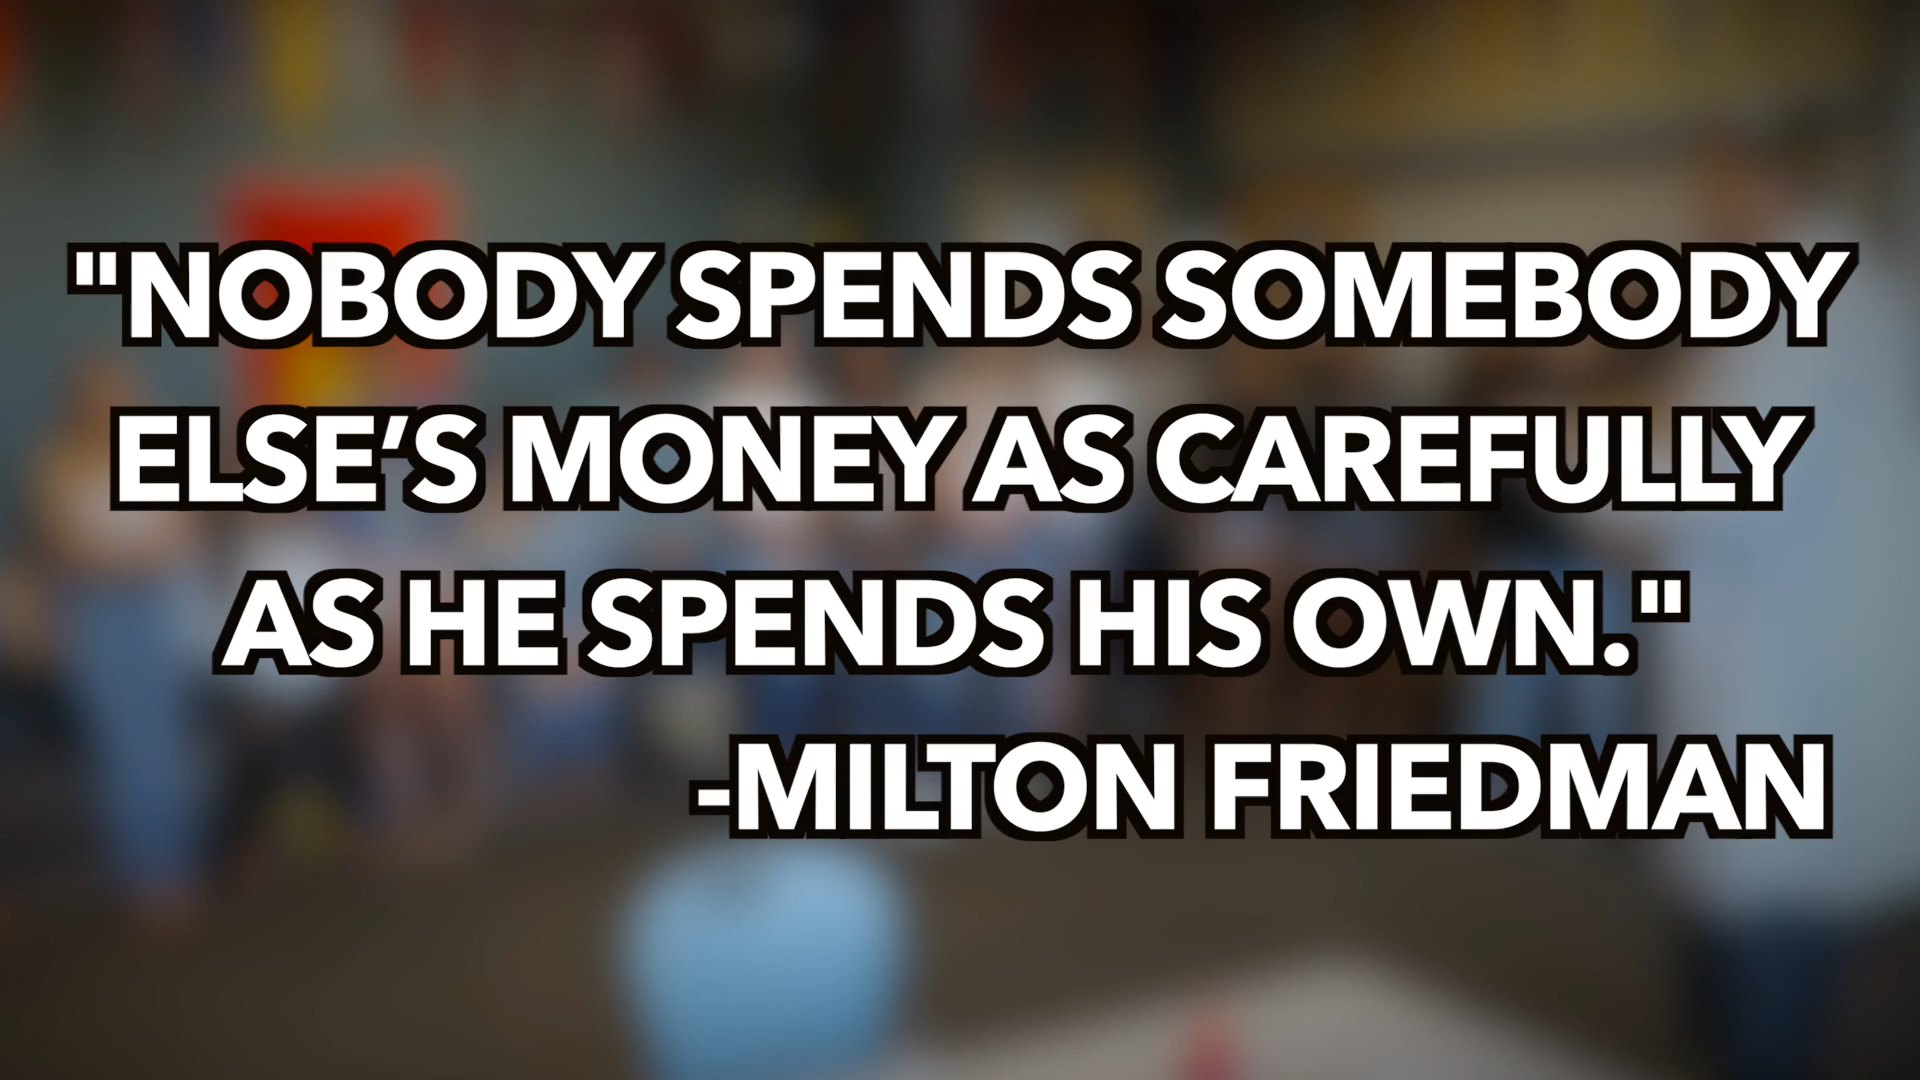 "NOBODY SPENDS SOMEBODY
ELSE’S MONEY AS CAREFULLY
AS HE SPENDS HIS OWN."
-MILTON FRIEDMAN